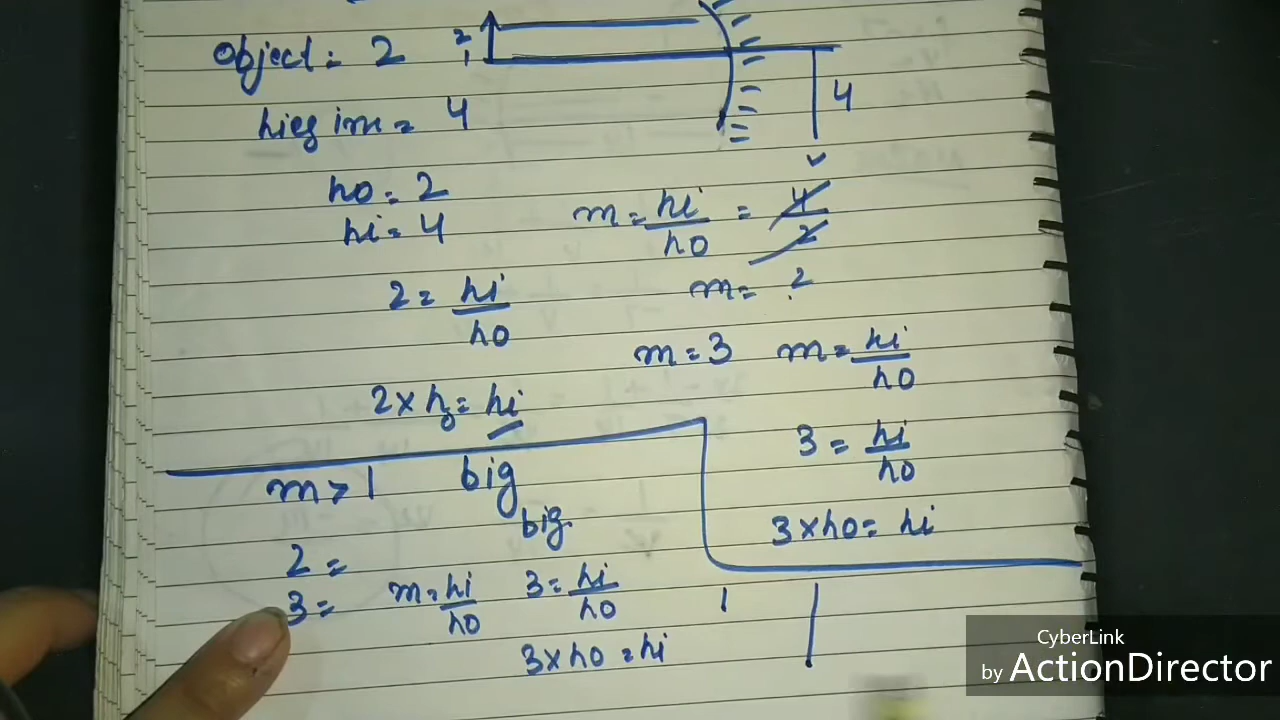 Object = 2
2
1
hieg im = 4
4
ho = 2
hi = 4
m = hi/ho = 4/2
2 = hi/ho
m = 2
m = 3 m = hi/ho
2 x ho = hi
3 = hi/ho
3 x ho = hi
m > 1 big
big
2 =
3 = m = hi/ho 3 = hi/ho
1
3 x ho = hi
CyberLink
by ActionDirector